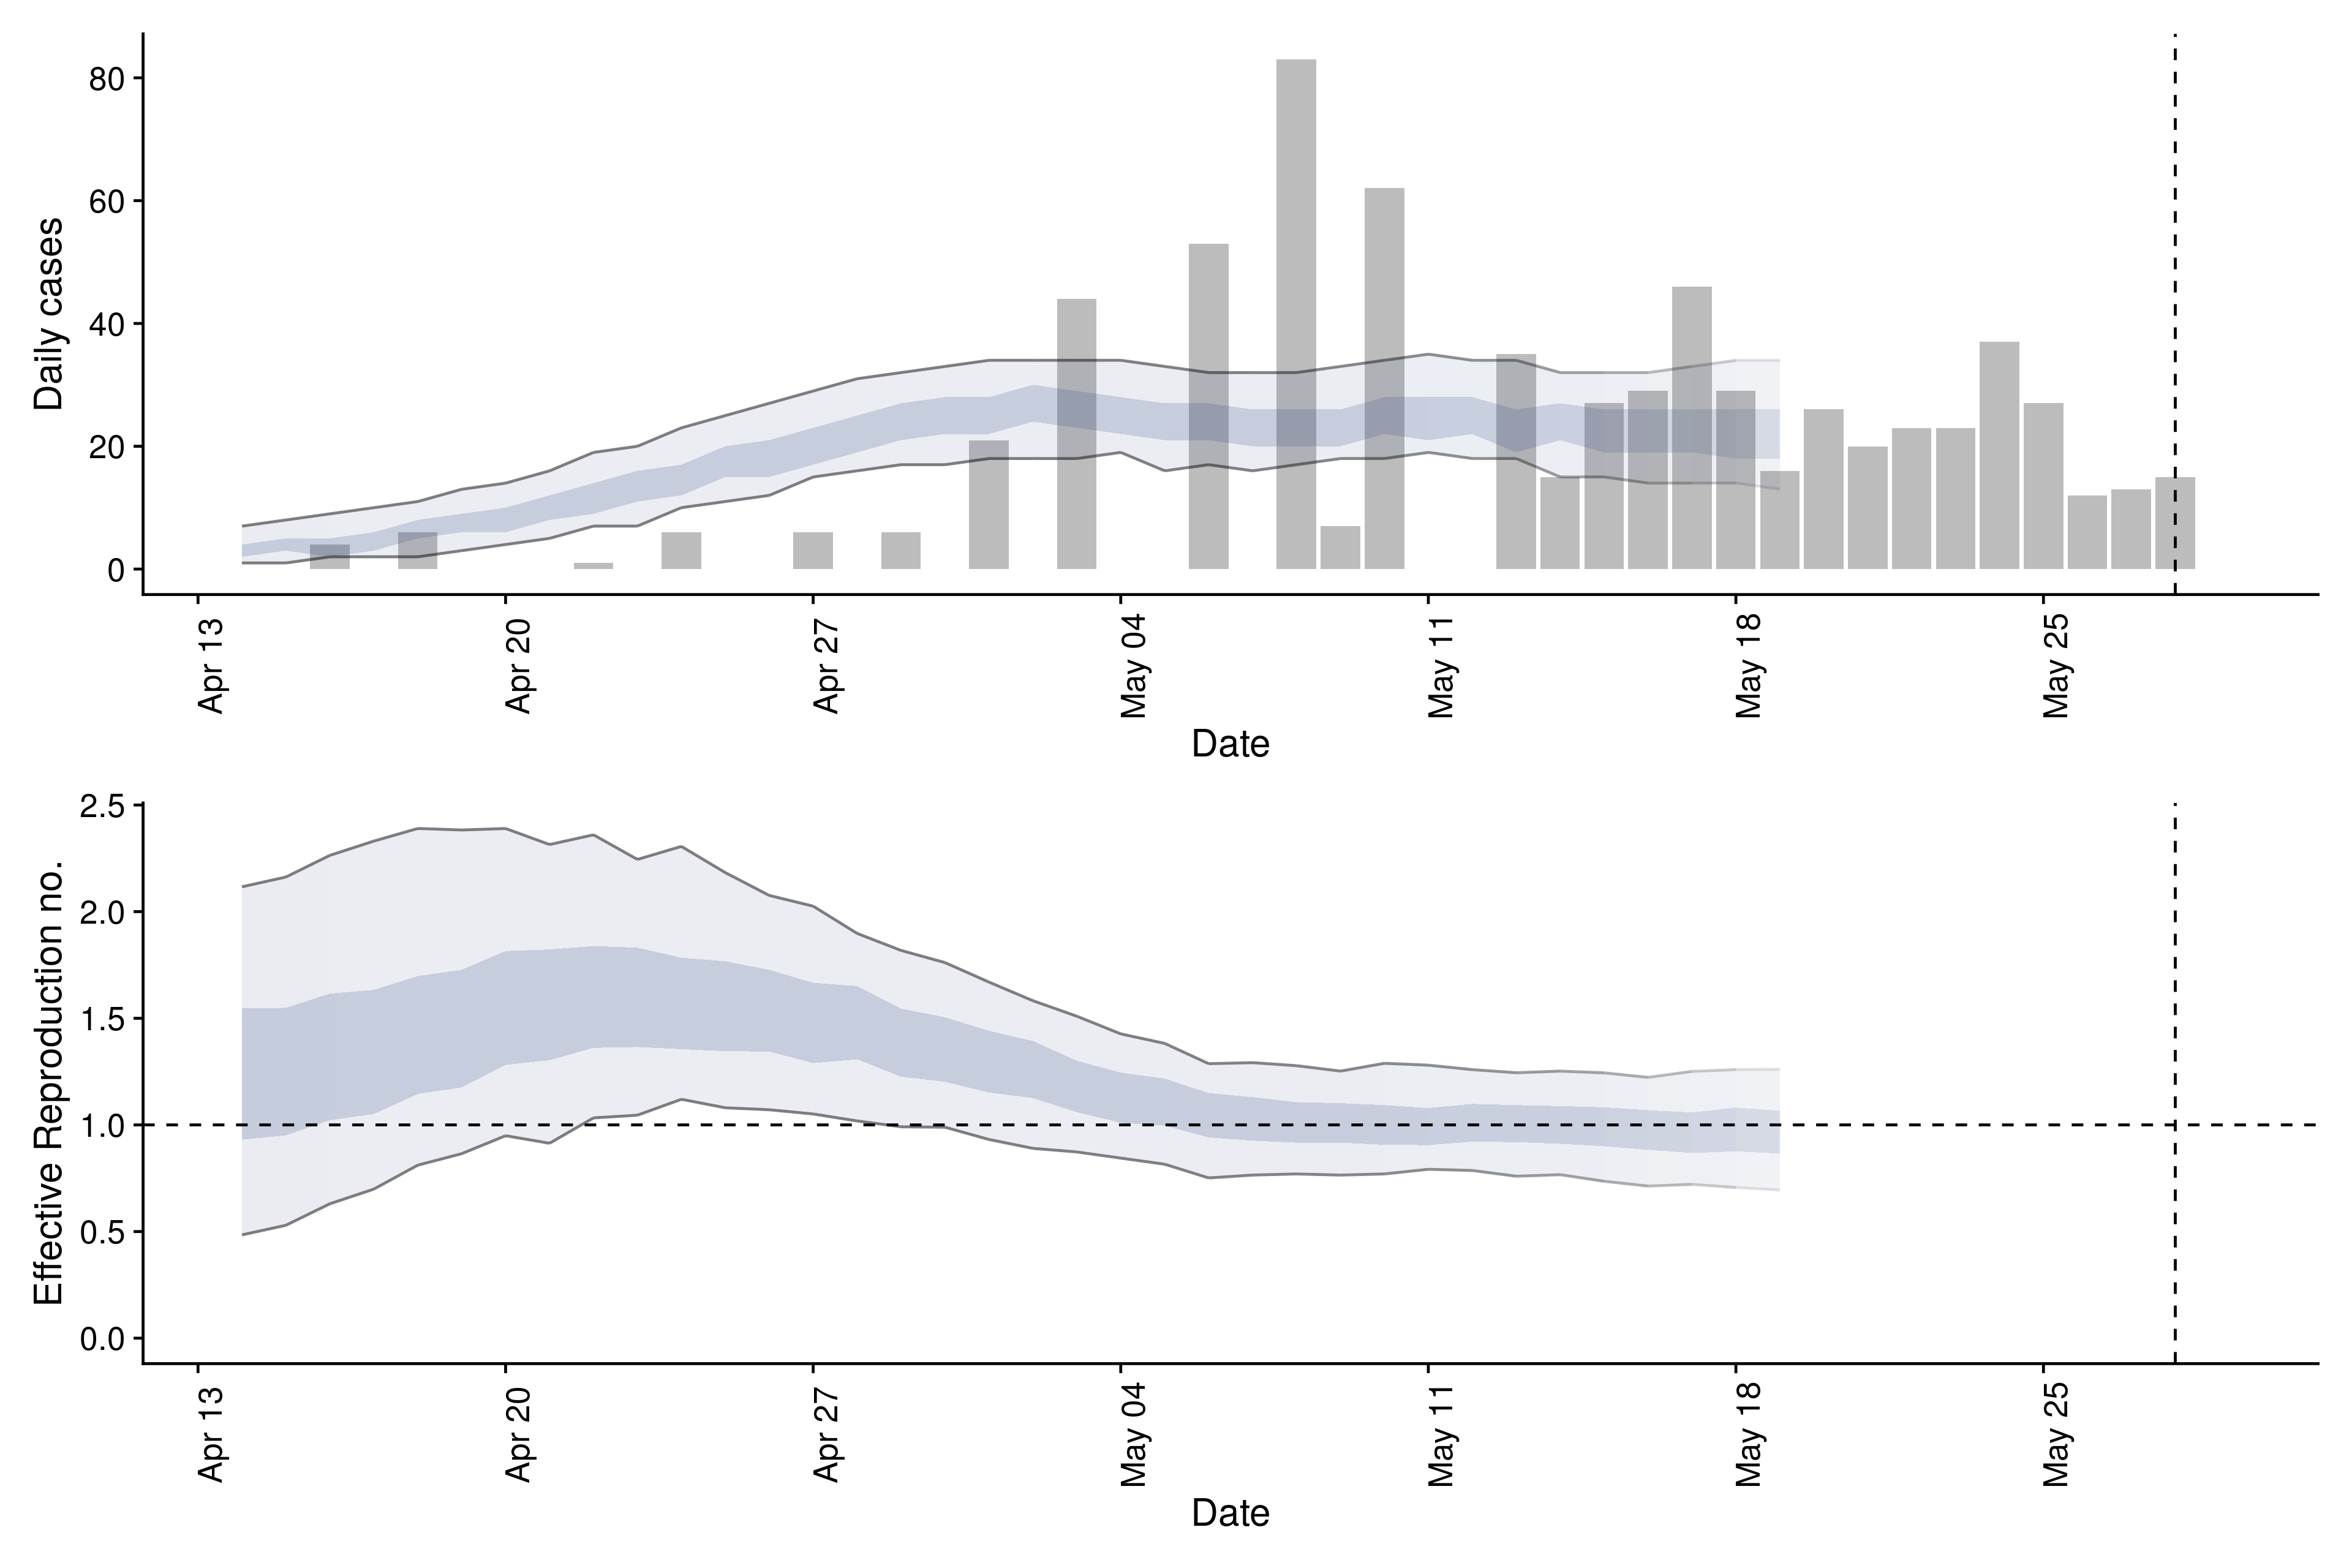 Daily cases
80
60
40
20
0
Apr 13
Apr 20
Apr 27
May 04
May 11
May 18
May 25
Date
Effective Reproduction no.
2.5
2.0
1.5
1.0
0.5
0.0
Apr 13
Apr 20
Apr 27
May 04
May 11
May 18
May 25
Date